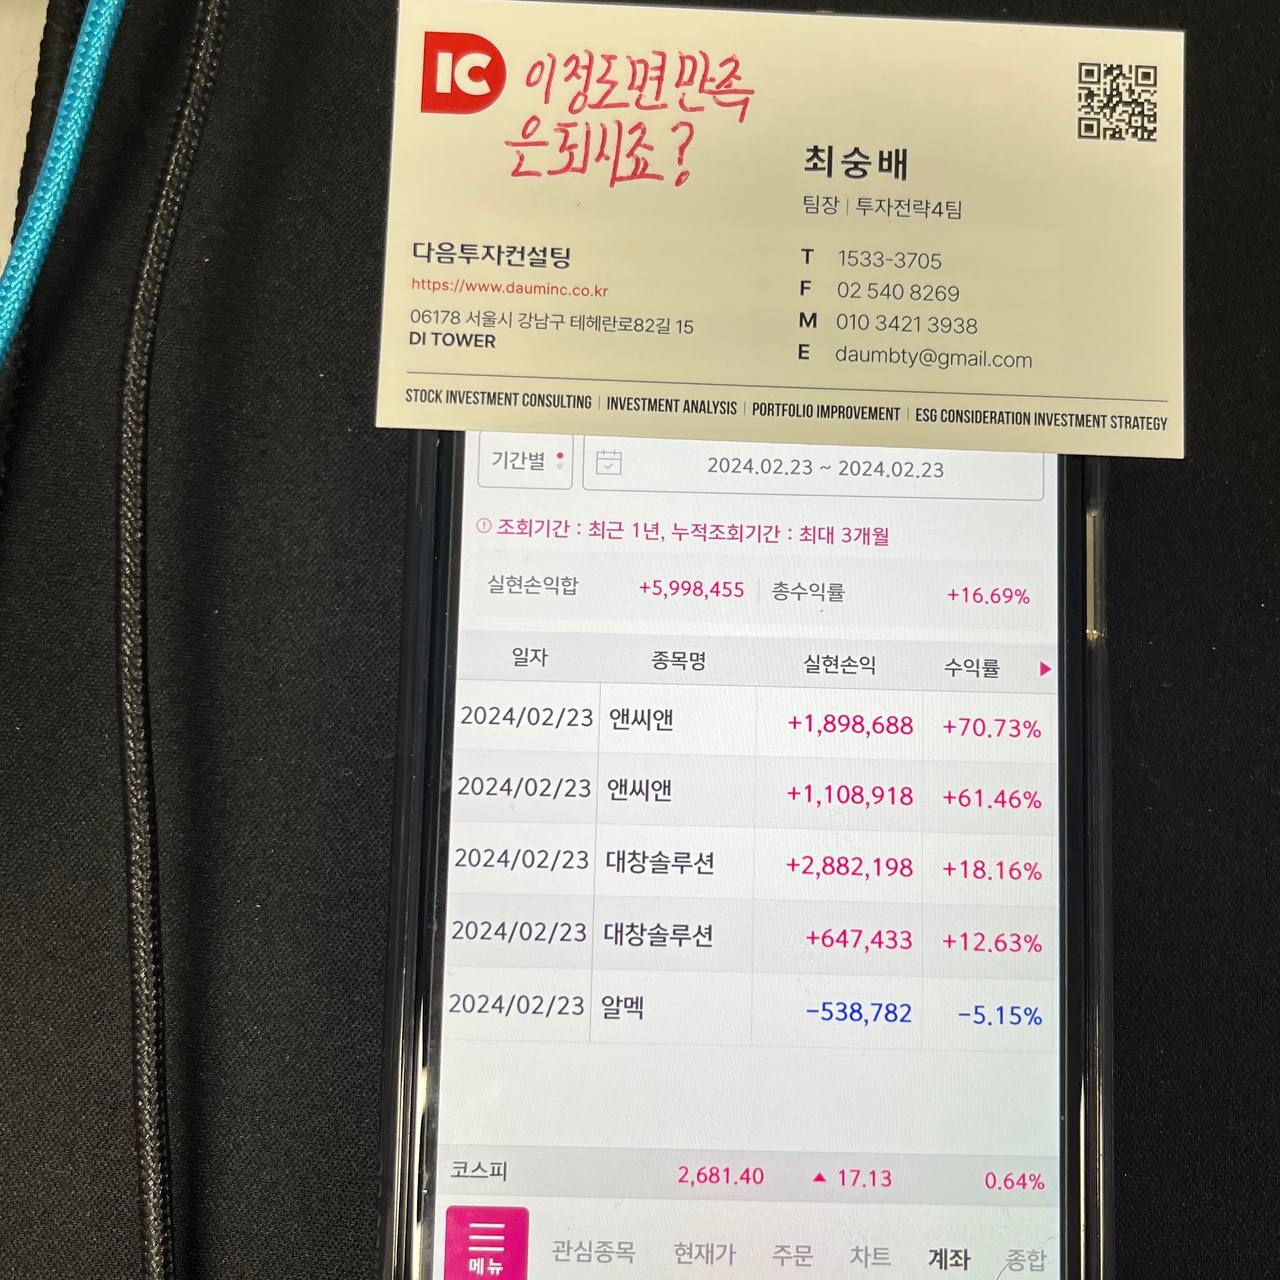 IC
이정도면 만족
은 되시죠?
최숭배
팀장 | 투자전략4팀
다음투자컨설팅
https://www.dauminc.co.kr
06178 서울시 강남구 테헤란로82길 15
DI TOWER
T 1533-3705
F 02 540 8269
M 010 3421 3938
E daumbty@gmail.com
STOCK INVESTMENT CONSULTING | INVESTMENT ANALYSIS | PORTFOLIO IMPROVEMENT | ESG CONSIDERATION INVESTMENT STRATEGY
기간별 2024.02.23 ~ 2024.02.23
조회기간 : 최근 1년, 누적조회기간 : 최대 3개월
실현손익합 +5,998,455 총수익률 +16.69%
일자 종목명 실현손익 수익률
2024/02/23 앤씨앤 +1,898,688 +70.73%
2024/02/23 앤씨앤 +1,108,918 +61.46%
2024/02/23 대창솔루션 +2,882,198 +18.16%
2024/02/23 대창솔루션 +647,433 +12.63%
2024/02/23 알멕 -538,782 -5.15%
코스피 2,681.40 ▲ 17.13 0.64%
메뉴 관심종목 현재가 주문 차트 계좌 종합